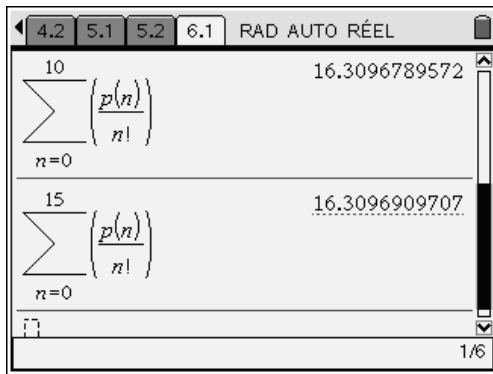 4.2 5.1 5.2 6.1 RAD AUTO RÉEL
10
∑ (p(n)/n!) 16.3096789572
n=0
15
∑ (p(n)/n!) 16.3096909707
n=0
1/6